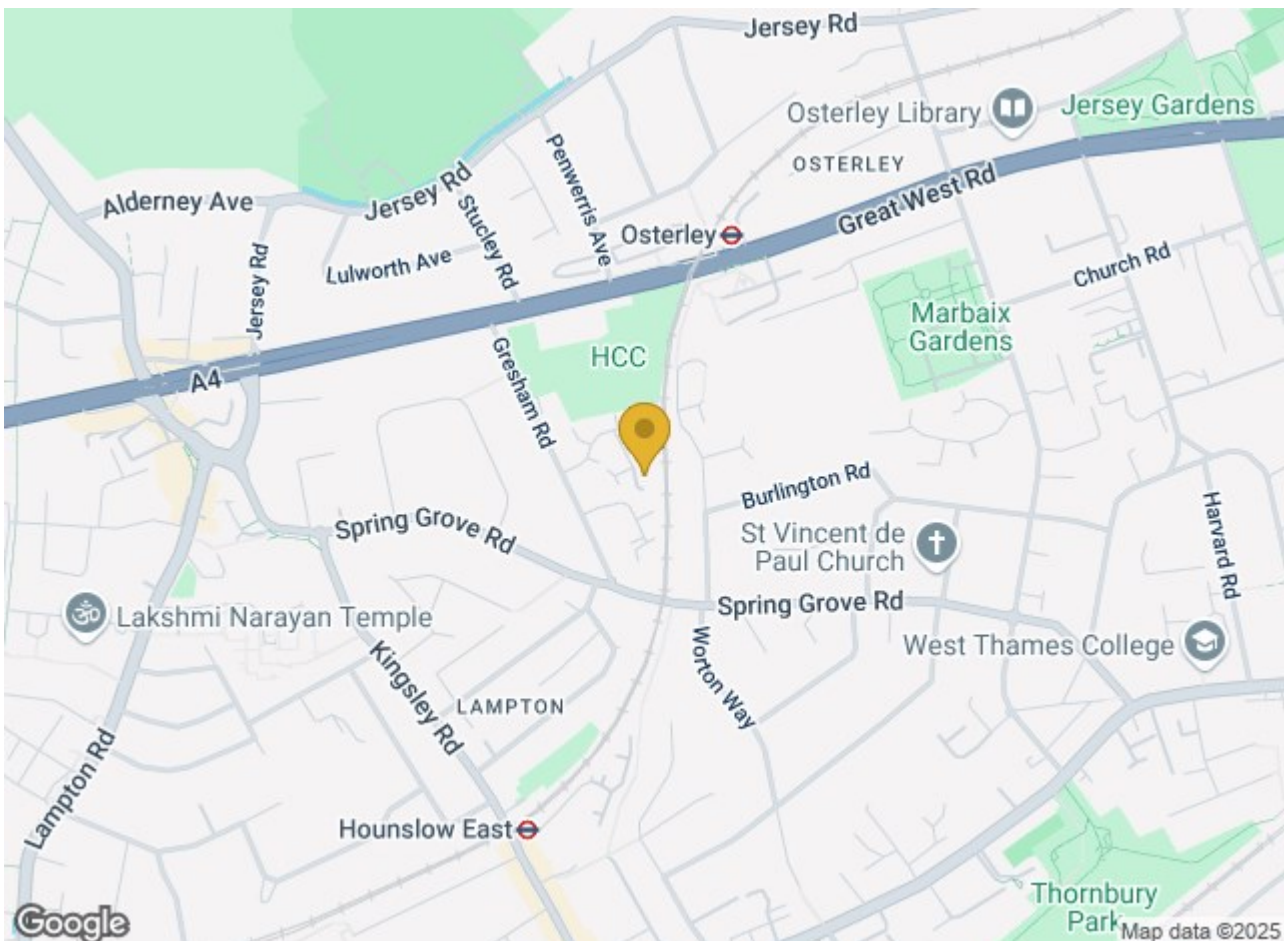 Jersey Rd
Osterley Library
Jersey Gardens
OSTERLEY
Penwerris Ave
Alderney Ave
Jersey Rd
Stucley Rd
Great West Rd
Osterley
Lulworth Ave
Jersey Rd
Church Rd
Marbaix
Gardens
HCC
A4
Gresham Rd
Burlington Rd
Harvard Rd
Spring Grove Rd
St Vincent de
Paul Church
Spring Grove Rd
Lakshmi Narayan Temple
ॐ
West Thames College
Kingsley Rd
Worton Way
LAMPTON
Lampton Rd
Hounslow East
Thornbury
Park
Google
Map data ©2025